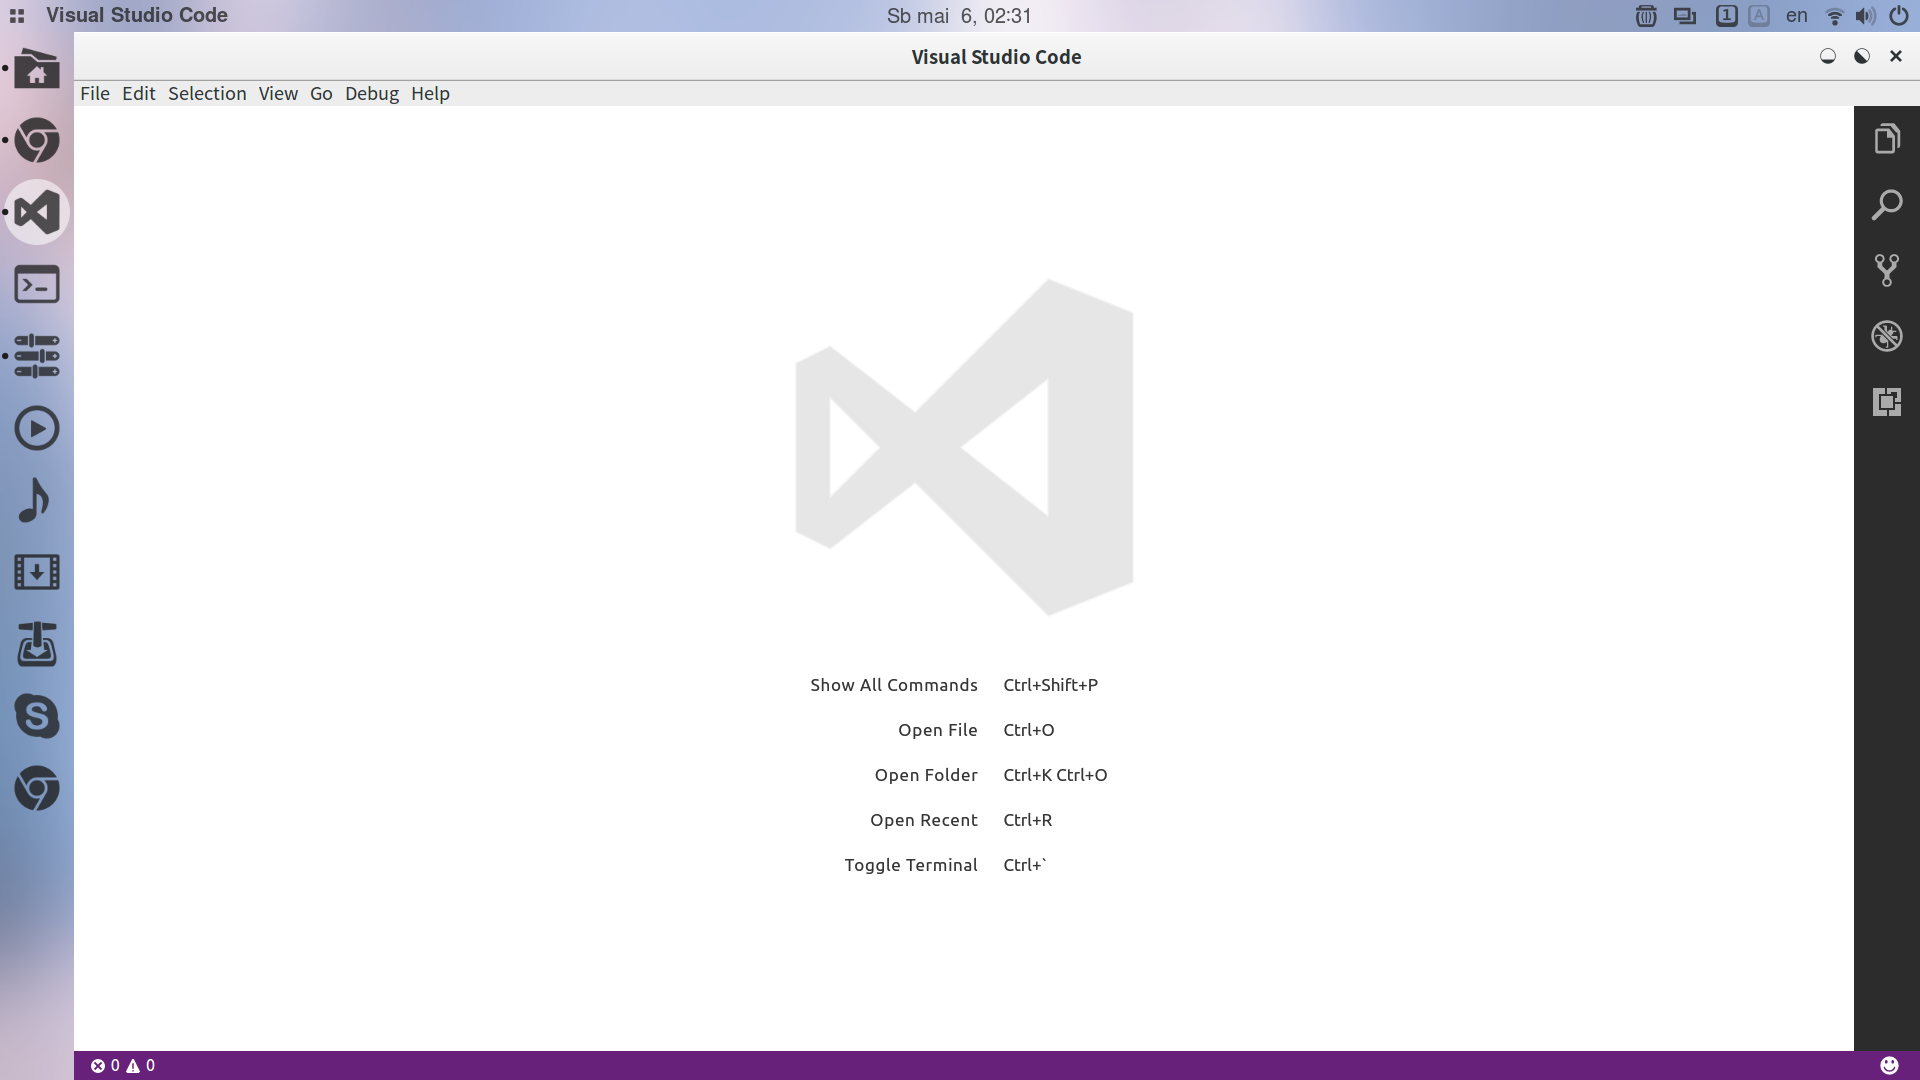 Visual Studio Code
Sb mai 6, 02:31
1
A
en
Visual Studio Code
File Edit Selection View Go Debug Help
Show All Commands Ctrl+Shift+P
Open File Ctrl+O
Open Folder Ctrl+K Ctrl+O
Open Recent Ctrl+R
Toggle Terminal Ctrl+`
0 0